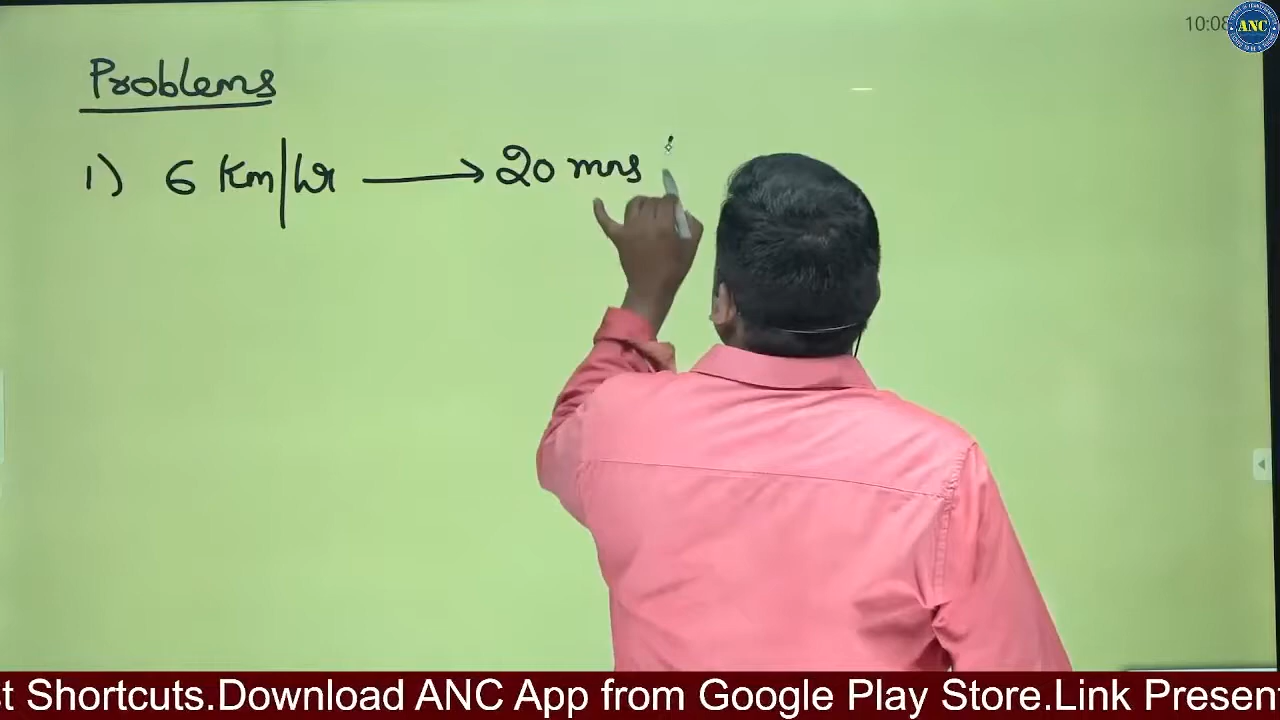 10:08
ANC
Problems
1) 6 Km/hr → 20 mns
t Shortcuts.Download ANC App from Google Play Store.Link Present